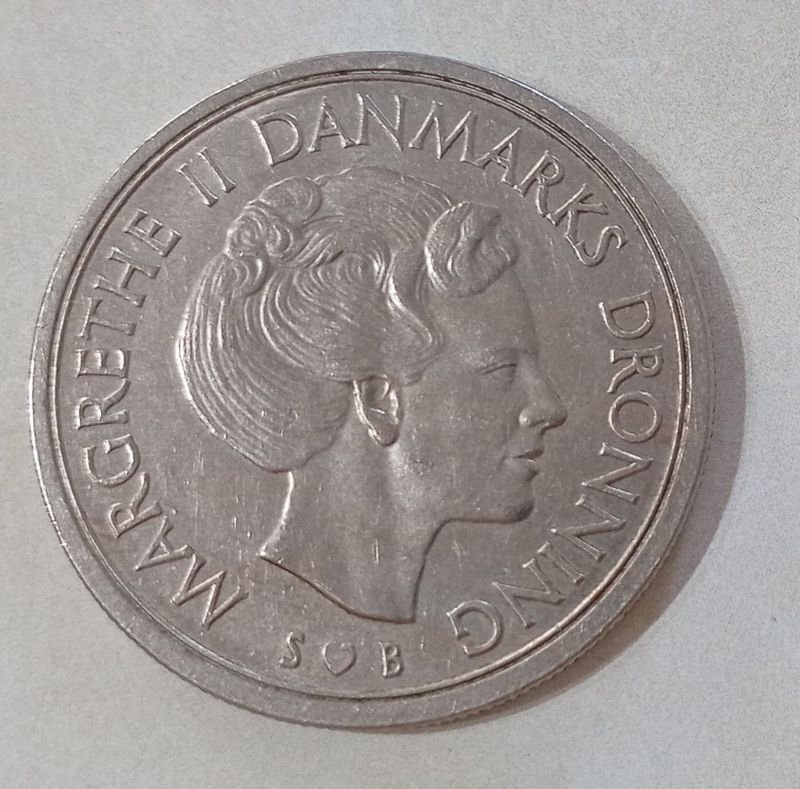 MARGRETHE II DANMARKS DRONNING
S♥B